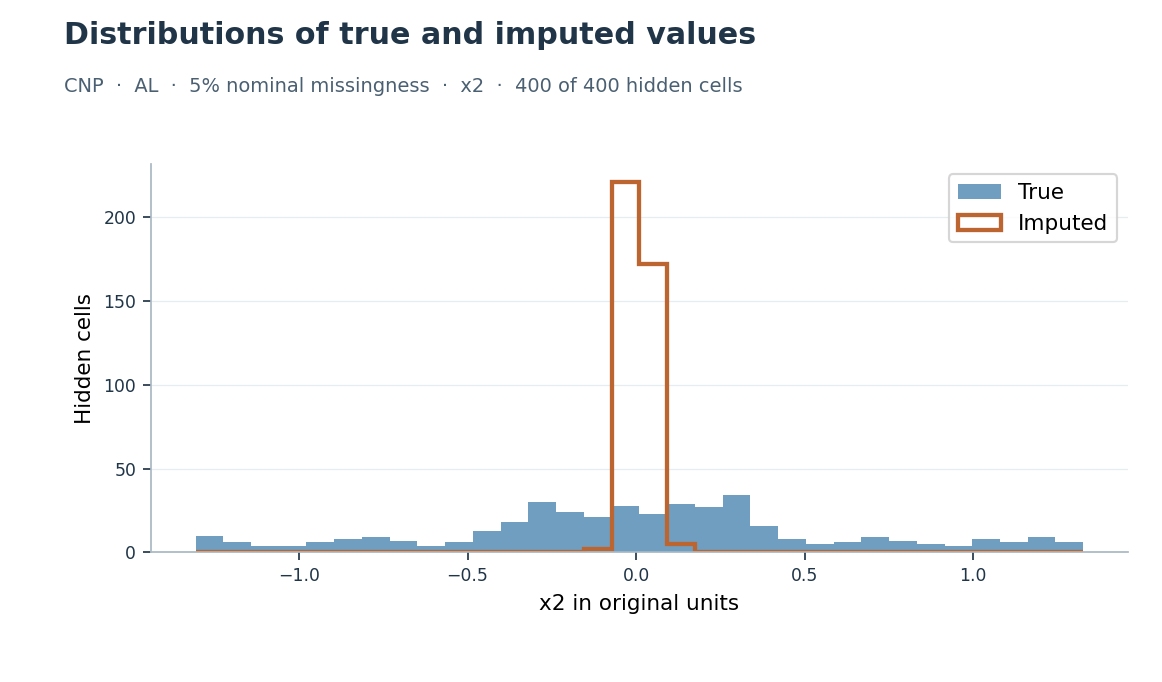 Distributions of true and imputed values
CNP · AL · 5% nominal missingness · x2 · 400 of 400 hidden cells
True
Imputed
Hidden cells
200
150
100
50
0
−1.0
−0.5
0.0
0.5
1.0
x2 in original units